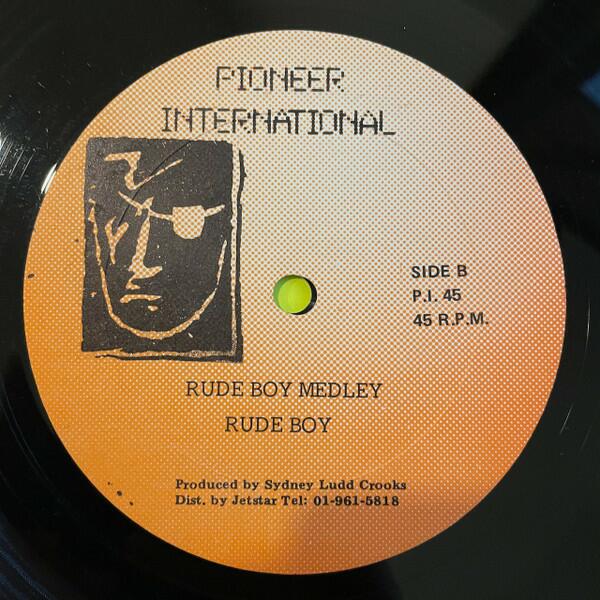 PIONEER
INTERNATIONAL
SIDE B
P.I. 45
45 R.P.M.
RUDE BOY MEDLEY
RUDE BOY
Produced by Sydney Ludd Crooks
Dist. by Jetstar Tel: 01-961-5818